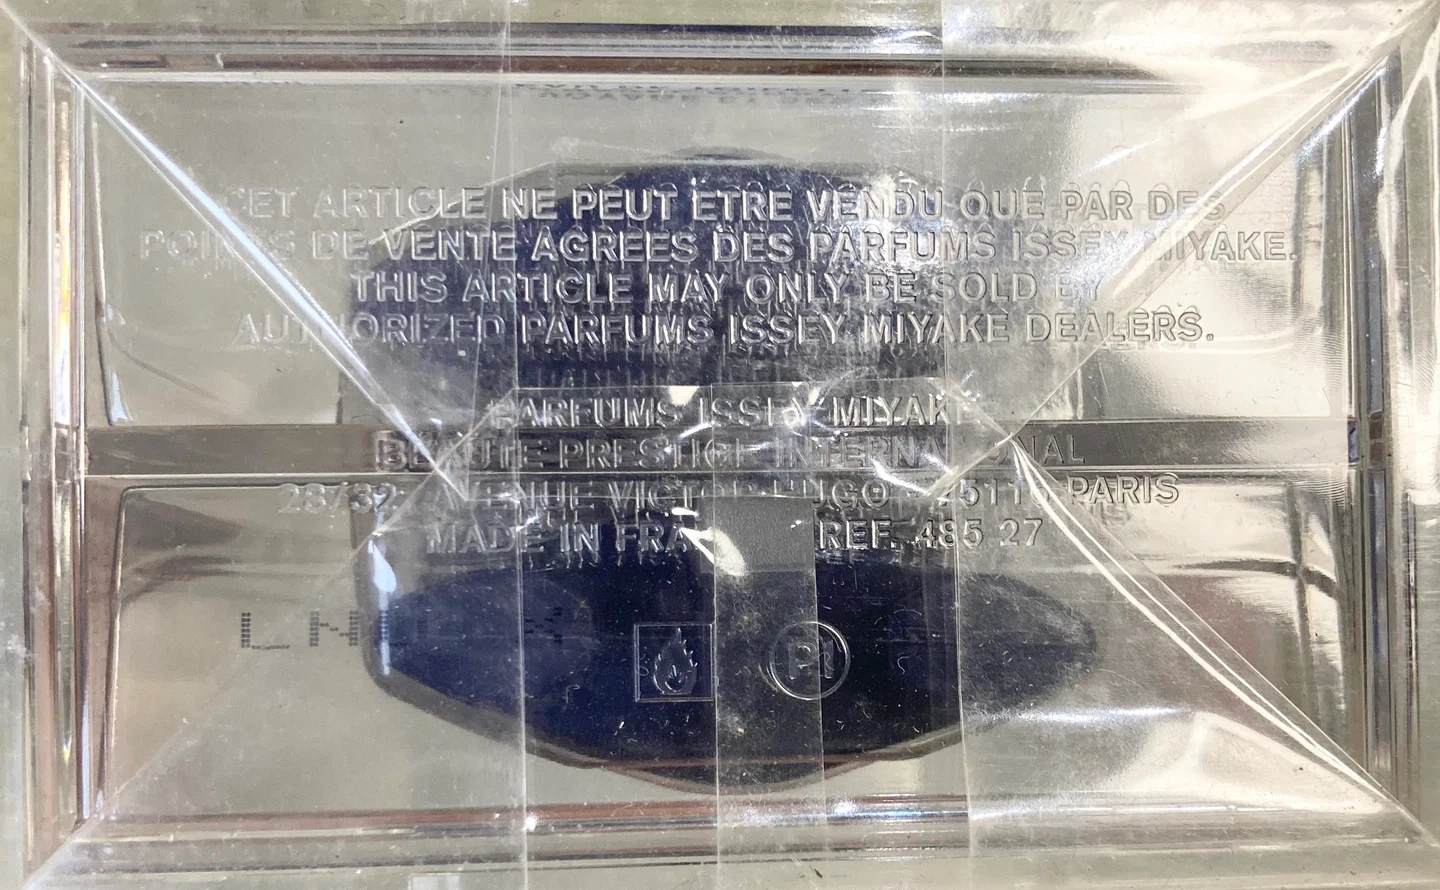 CET ARTICLE NE PEUT ETRE VENDU QUE PAR DES
POINTS DE VENTE AGREES DES PARFUMS ISSEY MIYAKE.
THIS ARTICLE MAY ONLY BE SOLD BY
AUTHORIZED PARFUMS ISSEY MIYAKE DEALERS.
PARFUMS ISSEY MIYAKE
BEAUTE PRESTIGE INTERNATIONAL
28/32, AVENUE VICTOR HUGO - 75116 PARIS
MADE IN FRANCE REF. 485 27
P1